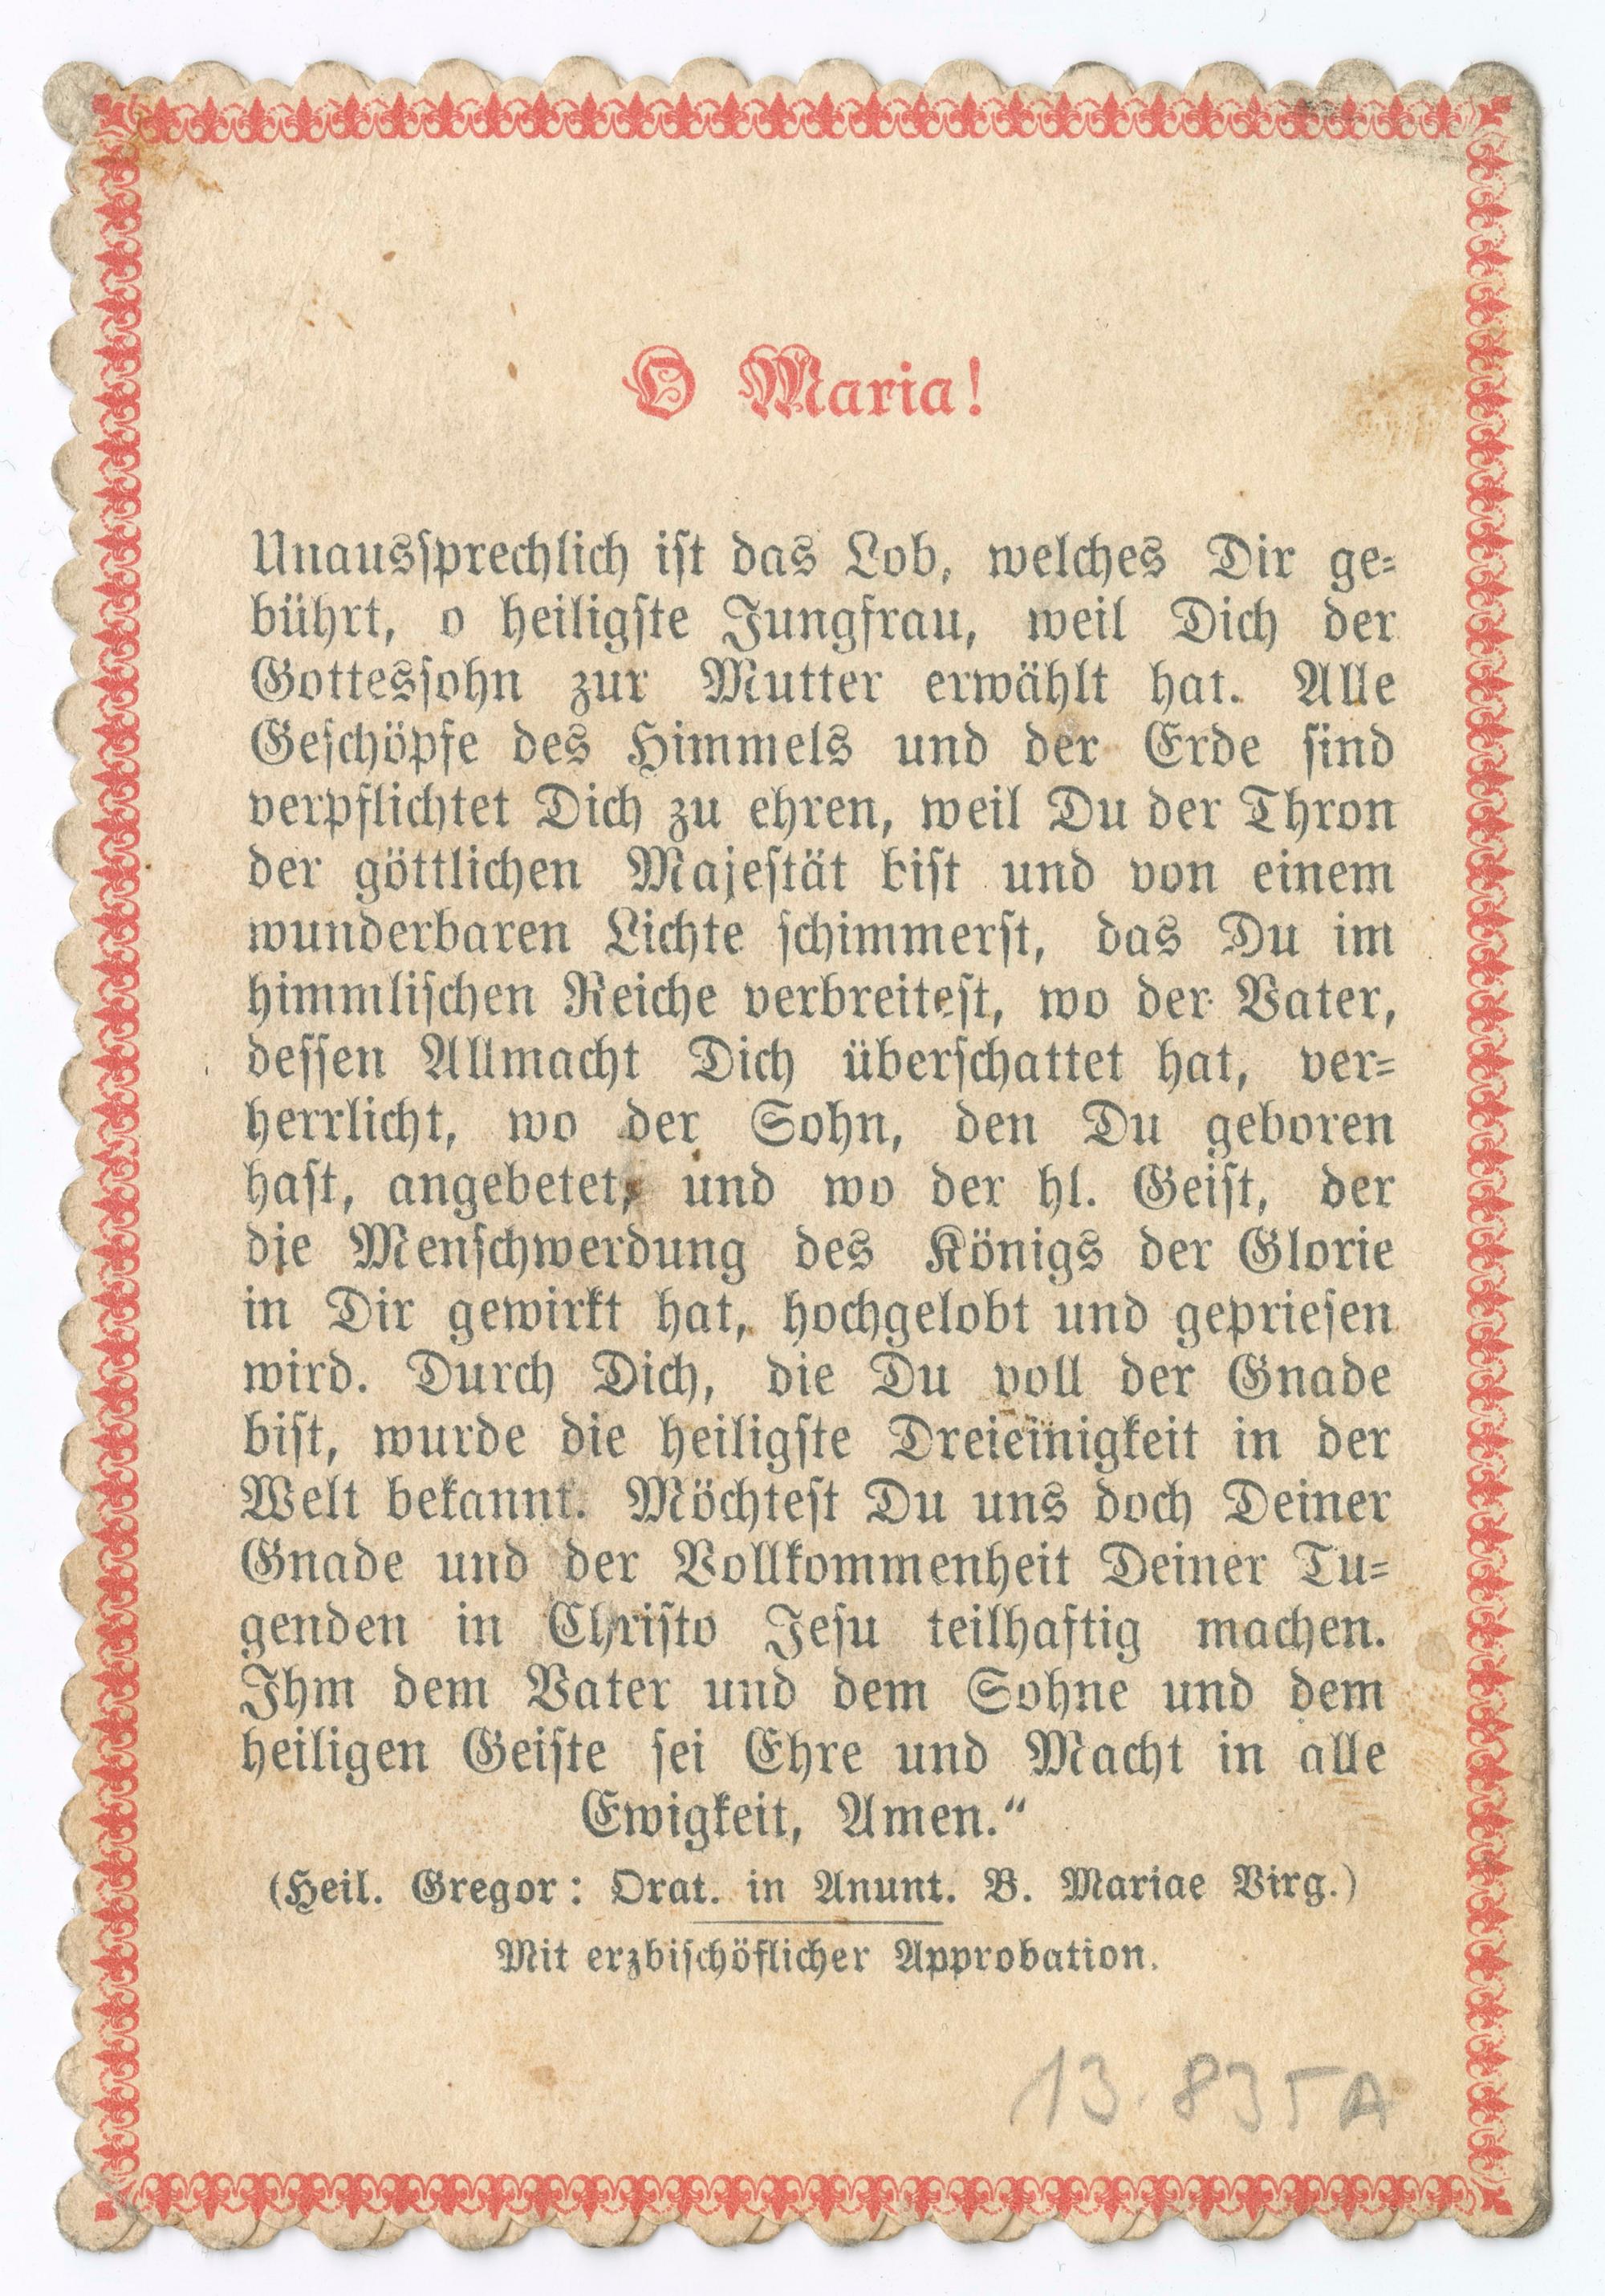 O Maria!
Unaussprechlich ist das Lob, welches Dir ge-
bührt, o heiligste Jungfrau, weil Dich der
Gottessohn zur Mutter erwählt hat. Alle
Geschöpfe des Himmels und der Erde sind
verpflichtet Dich zu ehren, weil Du der Thron
der göttlichen Majestät bist und von einem
wunderbaren Lichte schimmerst, das Du im
himmlischen Reiche verbreitest, wo der Vater,
dessen Allmacht Dich überschattet hat, ver-
herrlicht, wo der Sohn, den Du geboren
hast, angebetet, und wo der hl. Geist, der
die Menschwerdung des Königs der Glorie
in Dir gewirkt hat, hochgelobt und gepriesen
wird. Durch Dich, die Du voll der Gnade
bist, wurde die heiligste Dreieinigkeit in der
Welt bekannt. Möchtest Du uns doch Deiner
Gnade und der Vollkommenheit Deiner Tu-
genden in Christo Jesu teilhaftig machen.
Ihm dem Vater und dem Sohne und dem
heiligen Geiste sei Ehre und Macht in alle
Ewigkeit, Amen.“
(Heil. Gregor: Orat. in Anunt. B. Mariae Virg.)
Mit erzbischöflicher Approbation.
13.835A